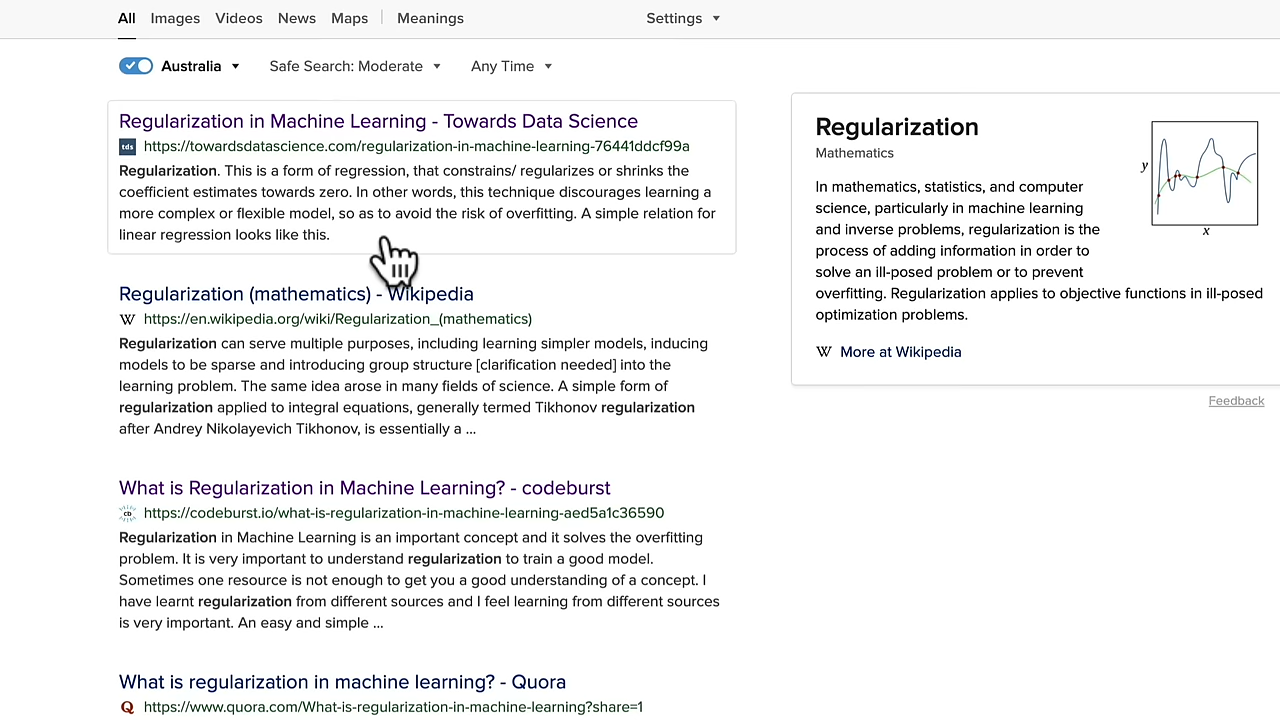 All Images Videos News Maps Meanings Settings
Australia Safe Search: Moderate Any Time
Regularization in Machine Learning - Towards Data Science
tds https://towardsdatascience.com/regularization-in-machine-learning-76441ddcf99a
Regularization. This is a form of regression, that constrains/ regularizes or shrinks the
coefficient estimates towards zero. In other words, this technique discourages learning a
more complex or flexible model, so as to avoid the risk of overfitting. A simple relation for
linear regression looks like this.
Regularization (mathematics) - Wikipedia
W https://en.wikipedia.org/wiki/Regularization_(mathematics)
Regularization can serve multiple purposes, including learning simpler models, inducing
models to be sparse and introducing group structure [clarification needed] into the
learning problem. The same idea arose in many fields of science. A simple form of
regularization applied to integral equations, generally termed Tikhonov regularization
after Andrey Nikolayevich Tikhonov, is essentially a ...
What is Regularization in Machine Learning? - codeburst
CD https://codeburst.io/what-is-regularization-in-machine-learning-aed5a1c36590
Regularization in Machine Learning is an important concept and it solves the overfitting
problem. It is very important to understand regularization to train a good model.
Sometimes one resource is not enough to get you a good understanding of a concept. I
have learnt regularization from different sources and I feel learning from different sources
is very important. An easy and simple ...
What is regularization in machine learning? - Quora
Q https://www.quora.com/What-is-regularization-in-machine-learning?share=1
Regularization
Mathematics
In mathematics, statistics, and computer
science, particularly in machine learning
and inverse problems, regularization is the
process of adding information in order to
solve an ill-posed problem or to prevent
overfitting. Regularization applies to objective functions in ill-posed
optimization problems.
y
x
W More at Wikipedia
Feedback